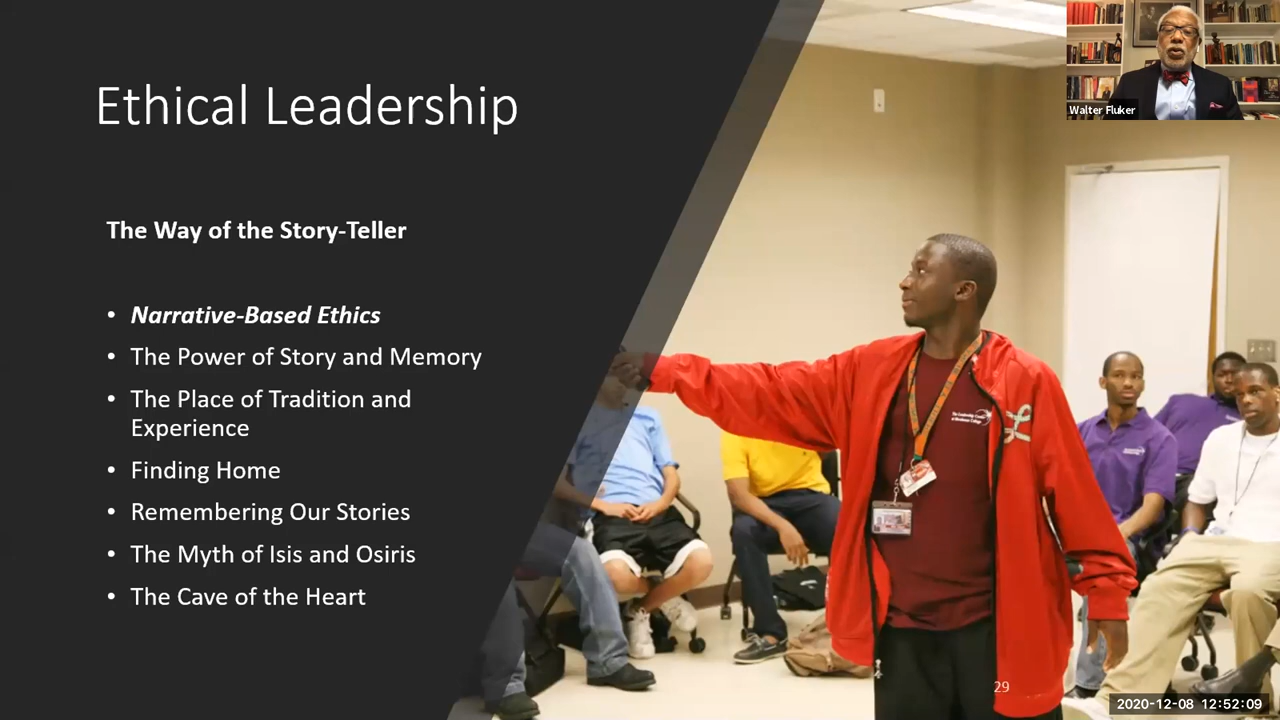 Ethical Leadership
Walter Fluker
The Way of the Story-Teller
• Narrative-Based Ethics
• The Power of Story and Memory
• The Place of Tradition and
Experience
• Finding Home
• Remembering Our Stories
• The Myth of Isis and Osiris
• The Cave of the Heart
29
2020-12-08 12:52:09